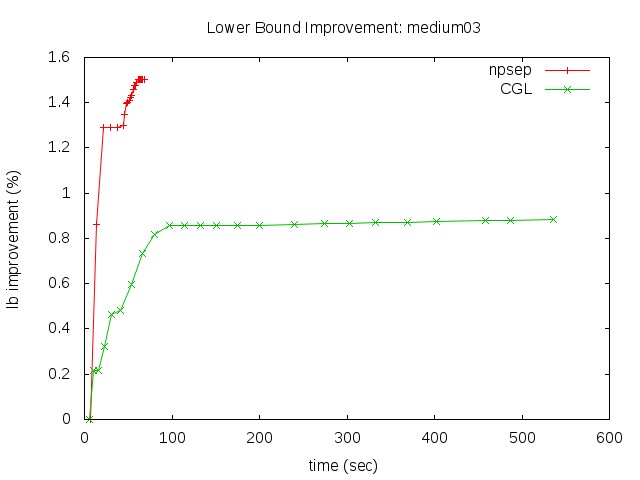 Lower Bound Improvement: medium03
1.6
1.4
1.2
1
0.8
0.6
0.4
0.2
0
npsep
CGL
lb improvement (%)
0 100 200 300 400 500 600
time (sec)